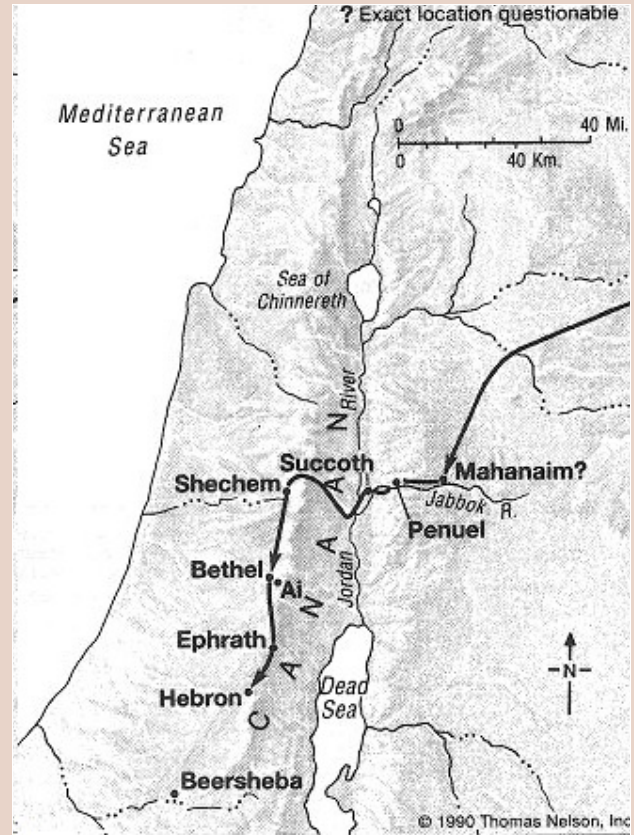 ? Exact location questionable
Mediterranean
Sea
0 40 Mi.
0 40 Km.
Sea of
Chinnereth
River
Succoth
Shechem
Mahanaim?
Jabbok R.
Penuel
Jordan
Bethel
Ai
CANAAN
Ephrath
Hebron
Dead
Sea
-N-
Beersheba
© 1990 Thomas Nelson, Inc